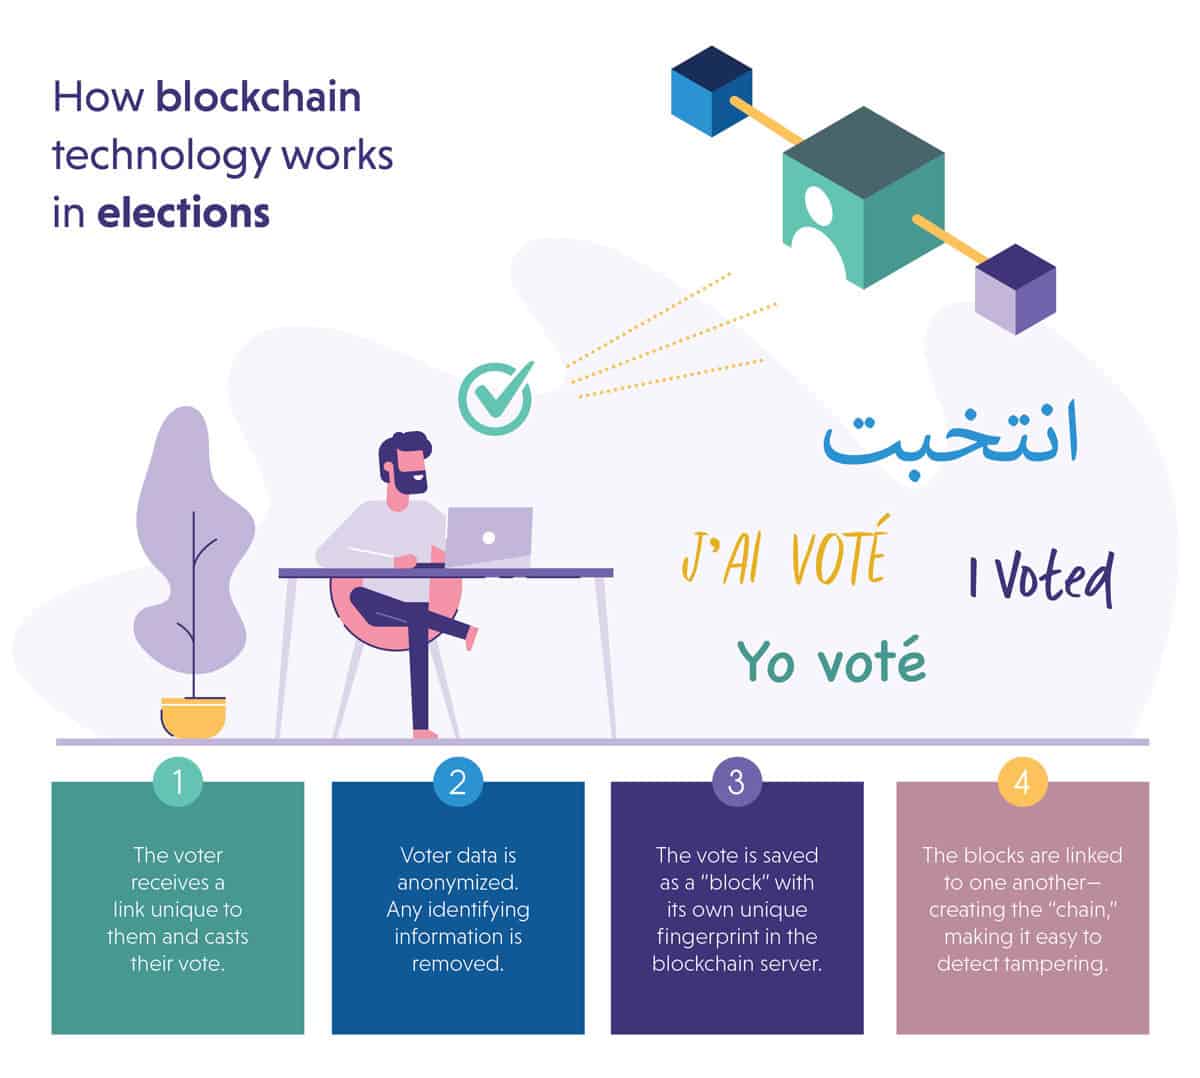 How blockchain
technology works
in elections
انتخبت
J'AI VOTÉ
I Voted
Yo voté
1
The voter
receives a
link unique to
them and casts
their vote.
2
Voter data is
anonymized.
Any identifying
information is
removed.
3
The vote is saved
as a "block" with
its own unique
fingerprint in the
blockchain server.
4
The blocks are linked
to one another—
creating the "chain,"
making it easy to
detect tampering.